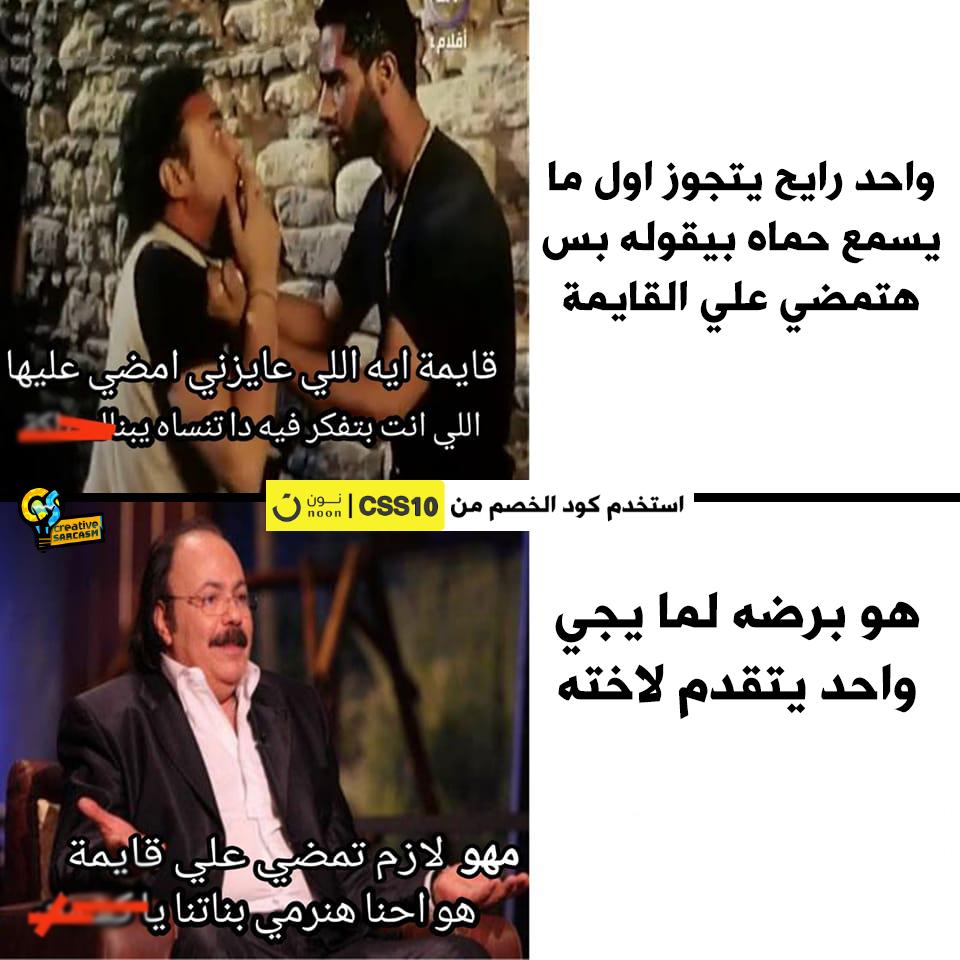 أفلام
واحد رايح يتجوز اول ما
يسمع حماه بيقوله بس
هتمضي علي القايمة
قايمة ايه اللي عايزني امضي عليها
اللي انت بتفكر فيه دا تنساه يبنال
استخدم كود الخصم من CSS10 | نـون
noon
creative
SARCASM
هو برضه لما يجي
واحد يتقدم لاخته
مهو لازم تمضي علي قايمة
هو احنا هنرمي بناتنا يا